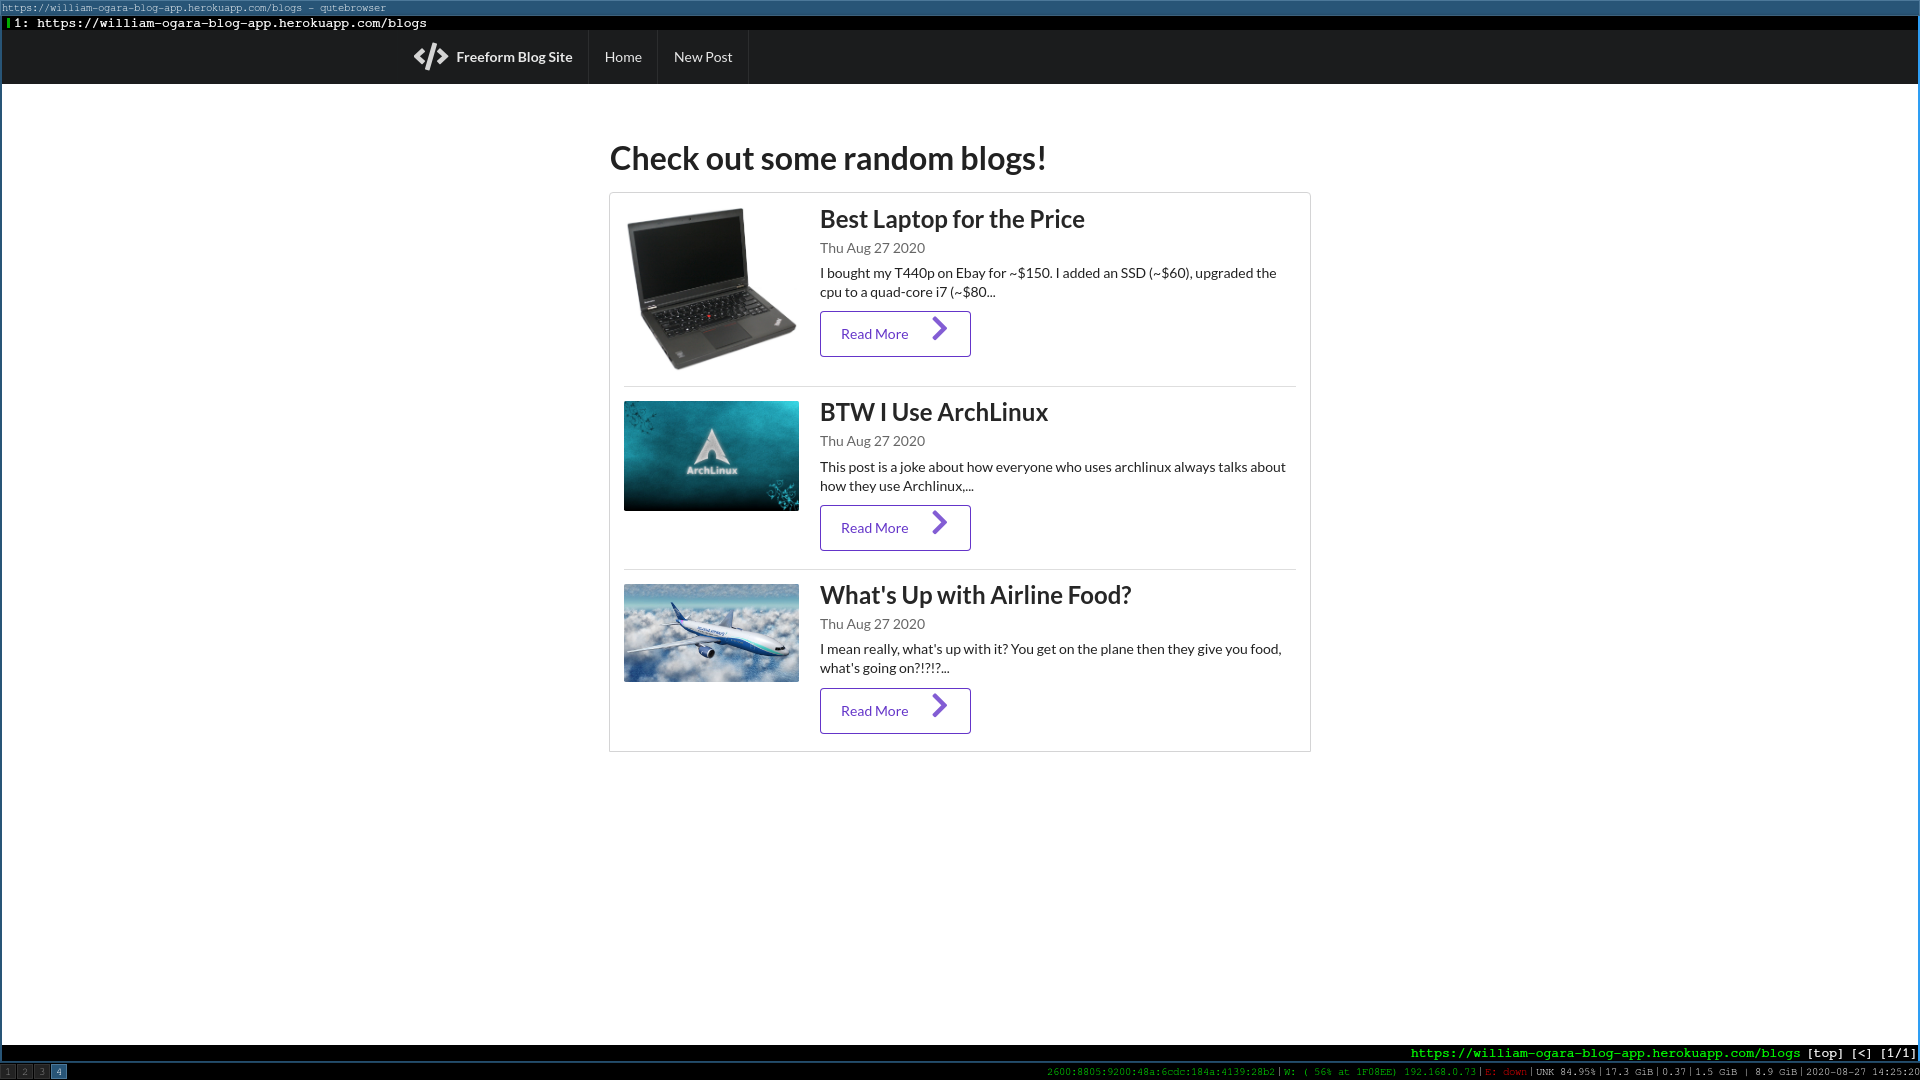 https://william-ogara-blog-app.herokuapp.com/blogs - qutebrowser
1: https://william-ogara-blog-app.herokuapp.com/blogs
Freeform Blog Site
Home
New Post
Check out some random blogs!
Best Laptop for the Price
Thu Aug 27 2020
I bought my T440p on Ebay for ~$150. I added an SSD (~$60), upgraded the
cpu to a quad-core i7 (~$80...
Read More
ArchLinux
BTW I Use ArchLinux
Thu Aug 27 2020
This post is a joke about how everyone who uses archlinux always talks about
how they use Archlinux,...
Read More
What's Up with Airline Food?
Thu Aug 27 2020
I mean really, what's up with it? You get on the plane then they give you food,
what's going on?!?!?...
Read More
https://william-ogara-blog-app.herokuapp.com/blogs [top] [<] [1/1]
1 2 3 4
2600:8805:9200:48a:6cdc:184a:4139:28b2|W: ( 56% at 1F08EE) 192.168.0.73|E: down|UNK 84.95%|17.3 GiB|0.37|1.5 GiB | 8.9 GiB|2020-08-27 14:25:20